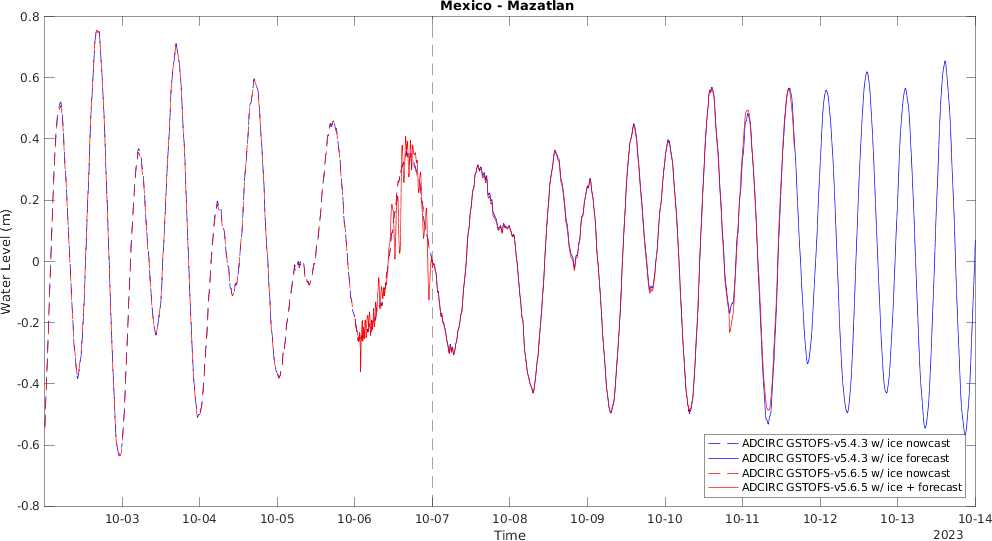 Mexico - Mazatlan
0.8
0.6
0.4
0.2
0
-0.2
-0.4
-0.6
-0.8
Water Level (m)
10-03 10-04 10-05 10-06 10-07 10-08 10-09 10-10 10-11 10-12 10-13 10-14
Time
2023
ADCIRC GSTOFS-v5.4.3 w/ ice nowcast
ADCIRC GSTOFS-v5.4.3 w/ ice forecast
ADCIRC GSTOFS-v5.6.5 w/ ice nowcast
ADCIRC GSTOFS-v5.6.5 w/ ice + forecast